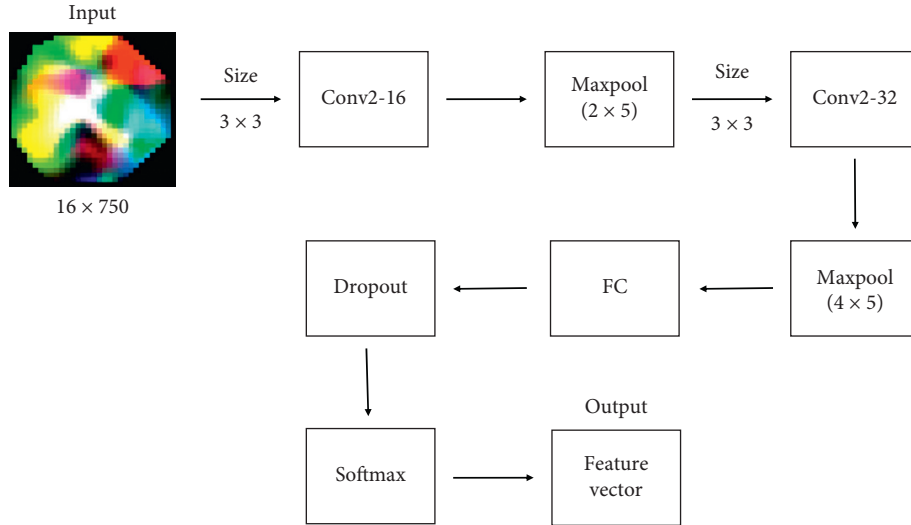 Input
16 × 750
Size
3 × 3
Conv2-16
Maxpool
(2 × 5)
Size
3 × 3
Conv2-32
Maxpool
(4 × 5)
FC
Dropout
Softmax
Output
Feature
vector